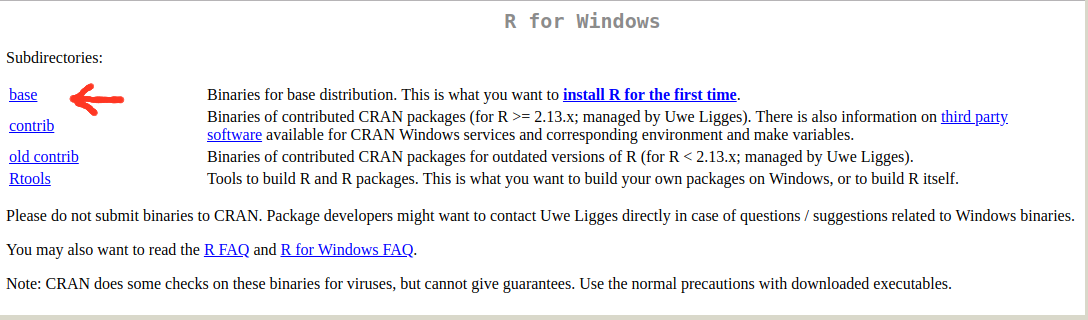 R for Windows
Subdirectories:
base Binaries for base distribution. This is what you want to install R for the first time.
contrib Binaries of contributed CRAN packages (for R >= 2.13.x; managed by Uwe Ligges). There is also information on third party
software available for CRAN Windows services and corresponding environment and make variables.
old contrib Binaries of contributed CRAN packages for outdated versions of R (for R < 2.13.x; managed by Uwe Ligges).
Rtools Tools to build R and R packages. This is what you want to build your own packages on Windows, or to build R itself.
Please do not submit binaries to CRAN. Package developers might want to contact Uwe Ligges directly in case of questions / suggestions related to Windows binaries.
You may also want to read the R FAQ and R for Windows FAQ.
Note: CRAN does some checks on these binaries for viruses, but cannot give guarantees. Use the normal precautions with downloaded executables.